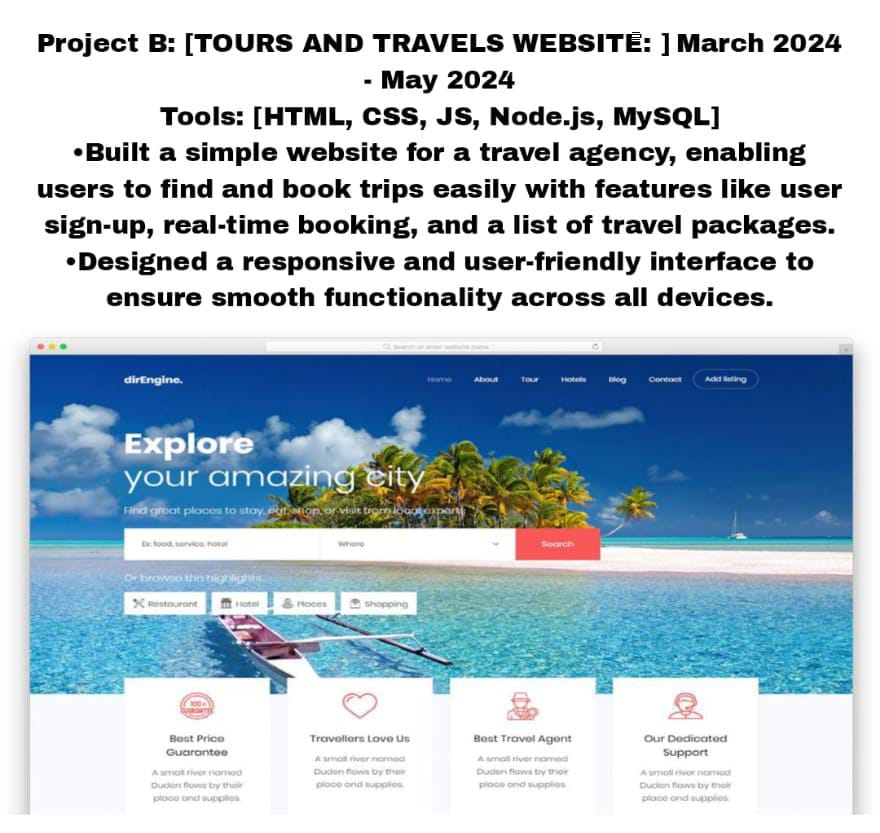 Project B: [TOURS AND TRAVELS WEBSITE: ] March 2024
- May 2024
Tools: [HTML, CSS, JS, Node.js, MySQL]
•Built a simple website for a travel agency, enabling
users to find and book trips easily with features like user
sign-up, real-time booking, and a list of travel packages.
•Designed a responsive and user-friendly interface to
ensure smooth functionality across all devices.
Search or enter website name
dirEngine. Home About Tour Hotels Blog Contact Add listing
Explore
your amazing city
Find great places to stay, eat, shop, or visit from local experts
Ex: food, service, hotel Where Search
Or browse the highlights
Restaurant Hotel Places Shopping
100%
GUARANTEE
Best Price
Guarantee
A small river named
Duden flows by their
place and supplies.
Travellers Love Us
A small river named
Duden flows by their
place and supplies.
Best Travel Agent
A small river named
Duden flows by their
place and supplies.
Our Dedicated
Support
A small river named
Duden flows by their
place and supplies.